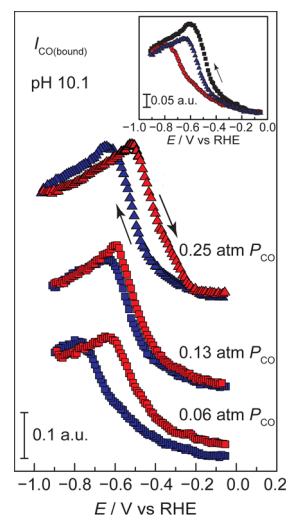 I_CO(bound)
pH 10.1
0.05 a.u.
−1.0 −0.8 −0.6 −0.4 −0.2 0.0
E / V vs RHE
0.25 atm P_CO
0.13 atm P_CO
0.06 atm P_CO
0.1 a.u.
−1.0 −0.8 −0.6 −0.4 −0.2 0.0 0.2
E / V vs RHE